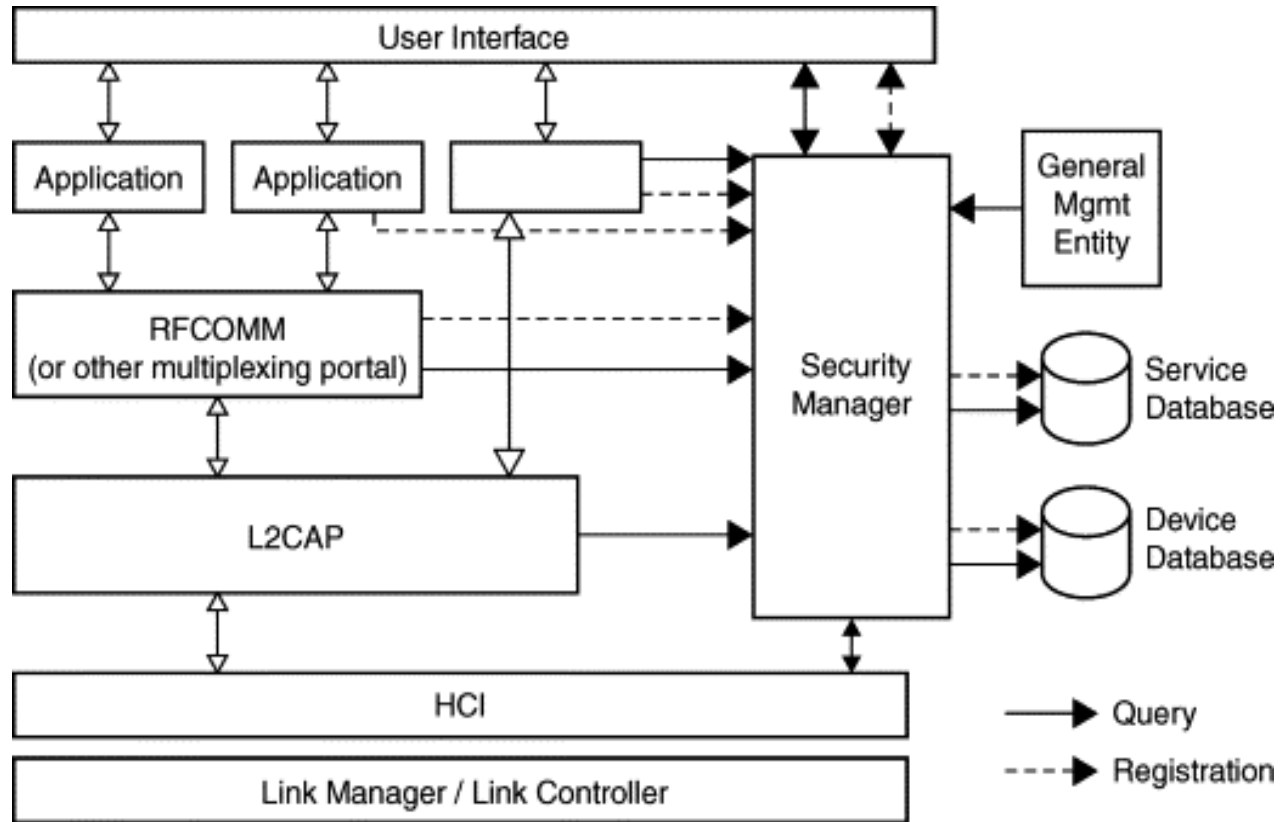 User Interface
Application
Application
General
Mgmt
Entity
RFCOMM
(or other multiplexing portal)
Security
Manager
Service
Database
L2CAP
Device
Database
HCI
Query
Registration
Link Manager / Link Controller